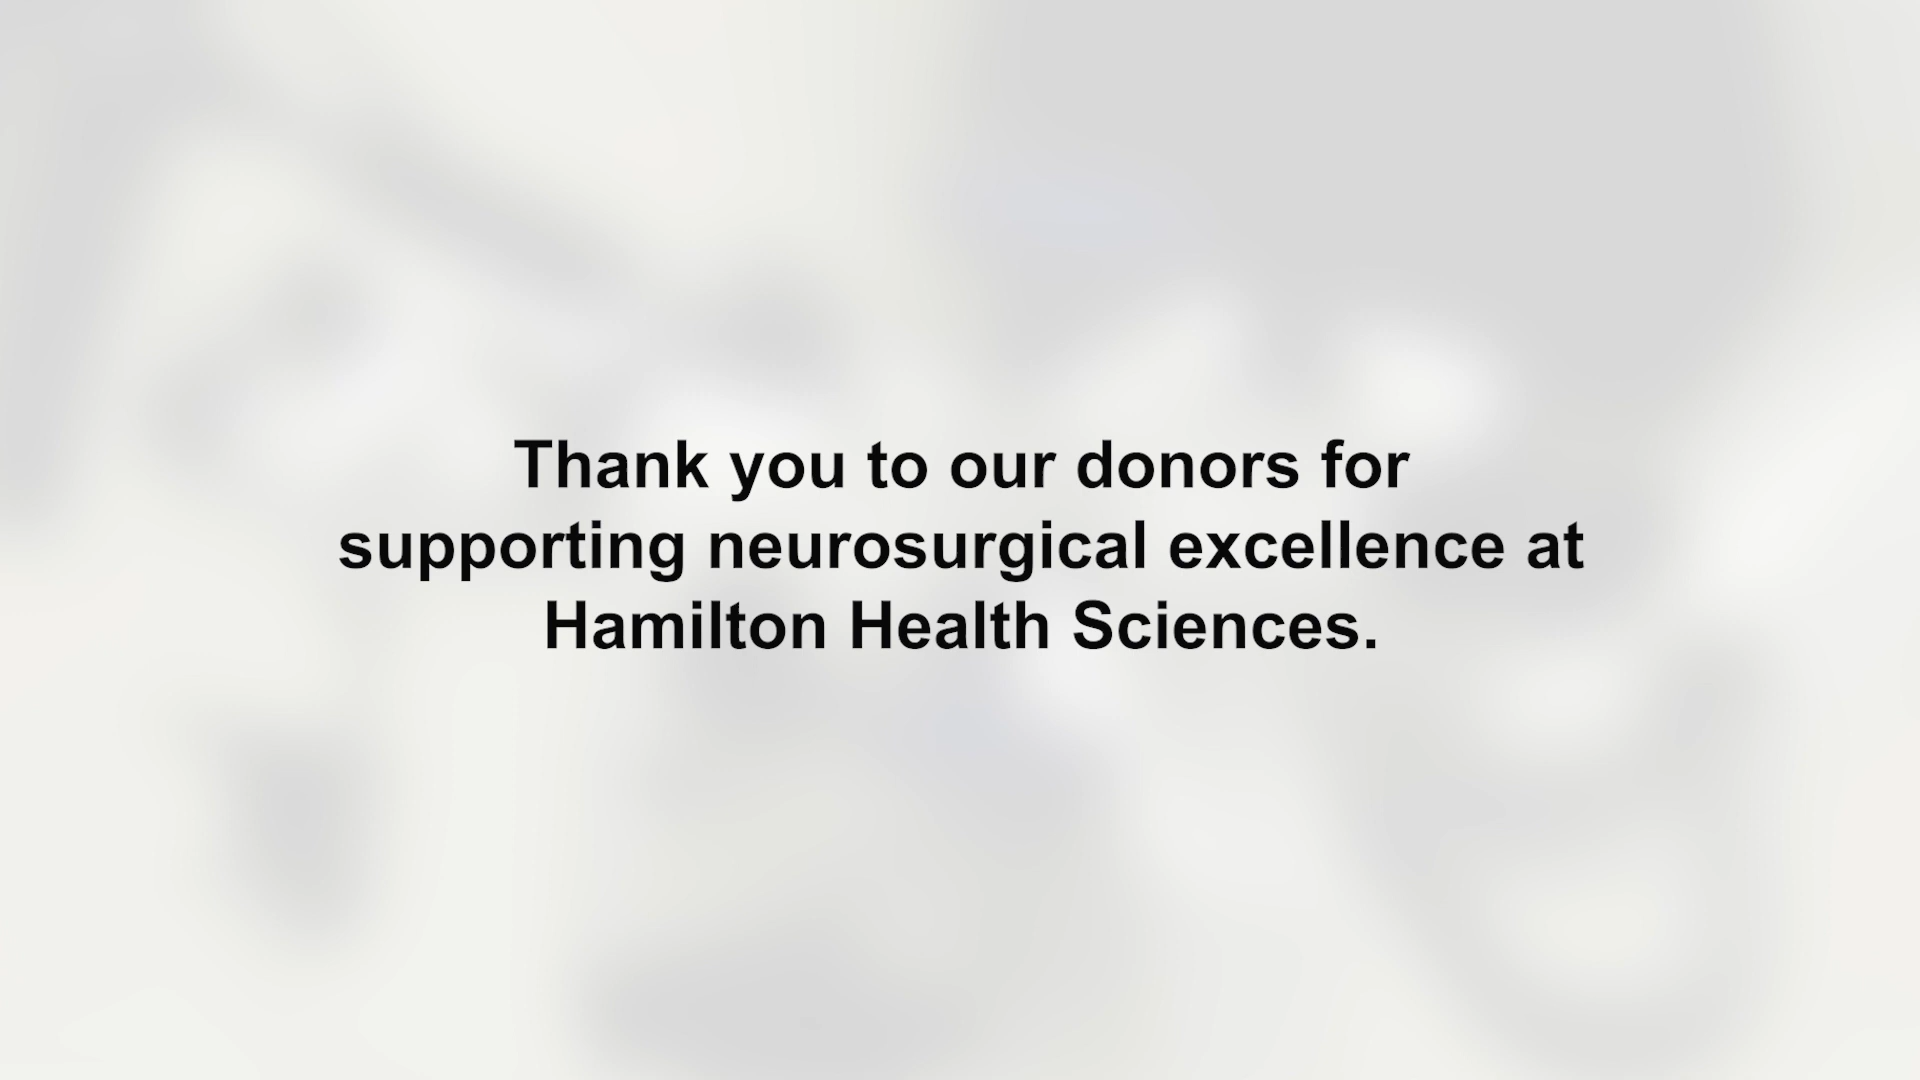 Thank you to our donors for
supporting neurosurgical excellence at
Hamilton Health Sciences.